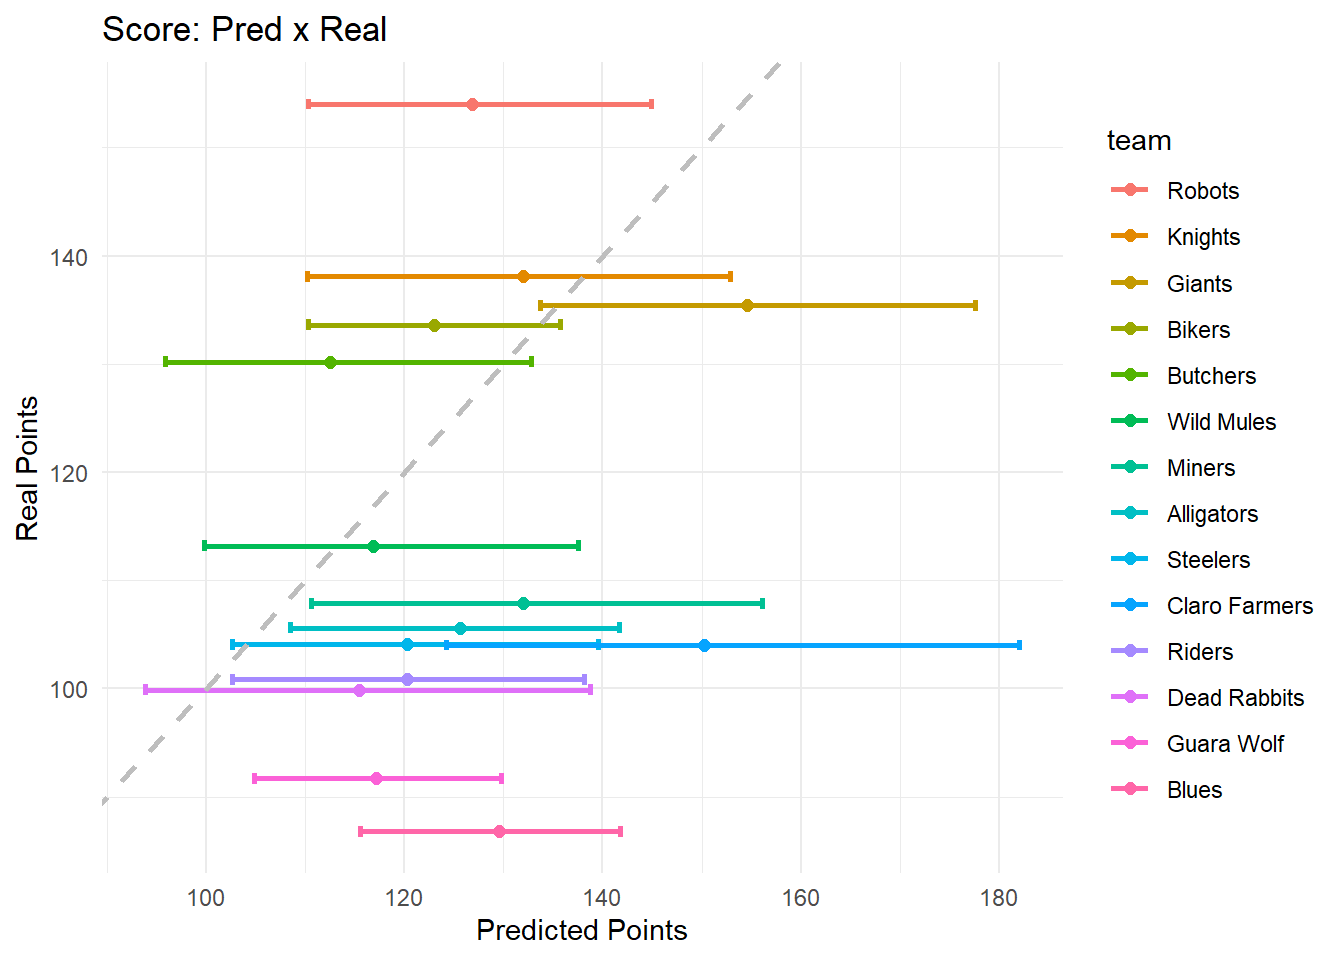 Score: Pred x Real
Real Points
140
120
100
100
120
140
160
180
Predicted Points
team
Robots
Knights
Giants
Bikers
Butchers
Wild Mules
Miners
Alligators
Steelers
Claro Farmers
Riders
Dead Rabbits
Guara Wolf
Blues